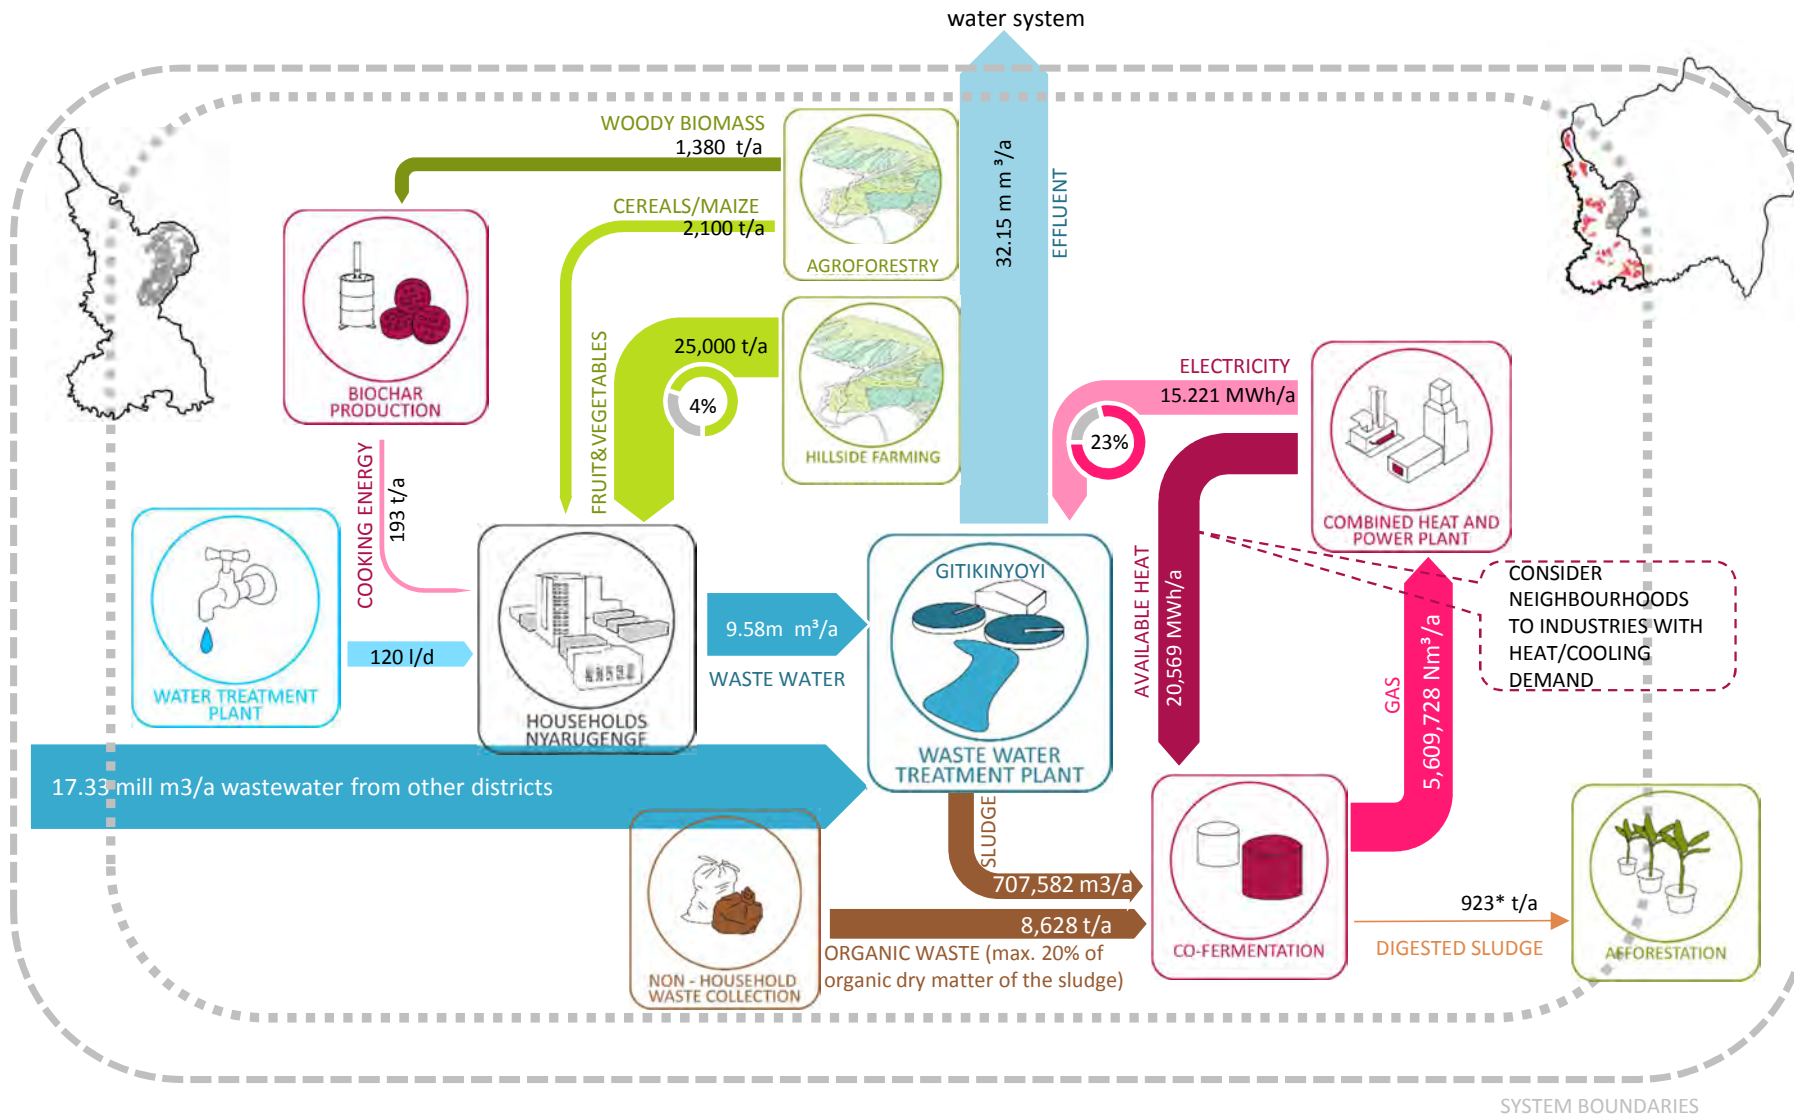 water system
WOODY BIOMASS
1,380 t/a
CEREALS/MAIZE
2,100 t/a
AGROFORESTRY
32.15 m m³/a
EFFLUENT
BIOCHAR
PRODUCTION
FRUIT&VEGETABLES
25,000 t/a
4%
HILLSIDE FARMING
ELECTRICITY
15.221 MWh/a
23%
COMBINED HEAT AND
POWER PLANT
COOKING ENERGY
193 t/a
AVAILABLE HEAT
20,569 MWh/a
CONSIDER
NEIGHBOURHOODS
TO INDUSTRIES WITH
HEAT/COOLING
DEMAND
GAS
5,609,728 Nm³/a
WATER TREATMENT
PLANT
120 l/d
HOUSEHOLDS
NYARUGENGE
9.58m m³/a
WASTE WATER
GITIKINYOYI
WASTE WATER
TREATMENT PLANT
17.33 mill m3/a wastewater from other districts
SLUDGE
707,582 m3/a
8,628 t/a
ORGANIC WASTE (max. 20% of
organic dry matter of the sludge)
NON - HOUSEHOLD
WASTE COLLECTION
CO-FERMENTATION
923* t/a
DIGESTED SLUDGE
AFFORESTATION
SYSTEM BOUNDARIES